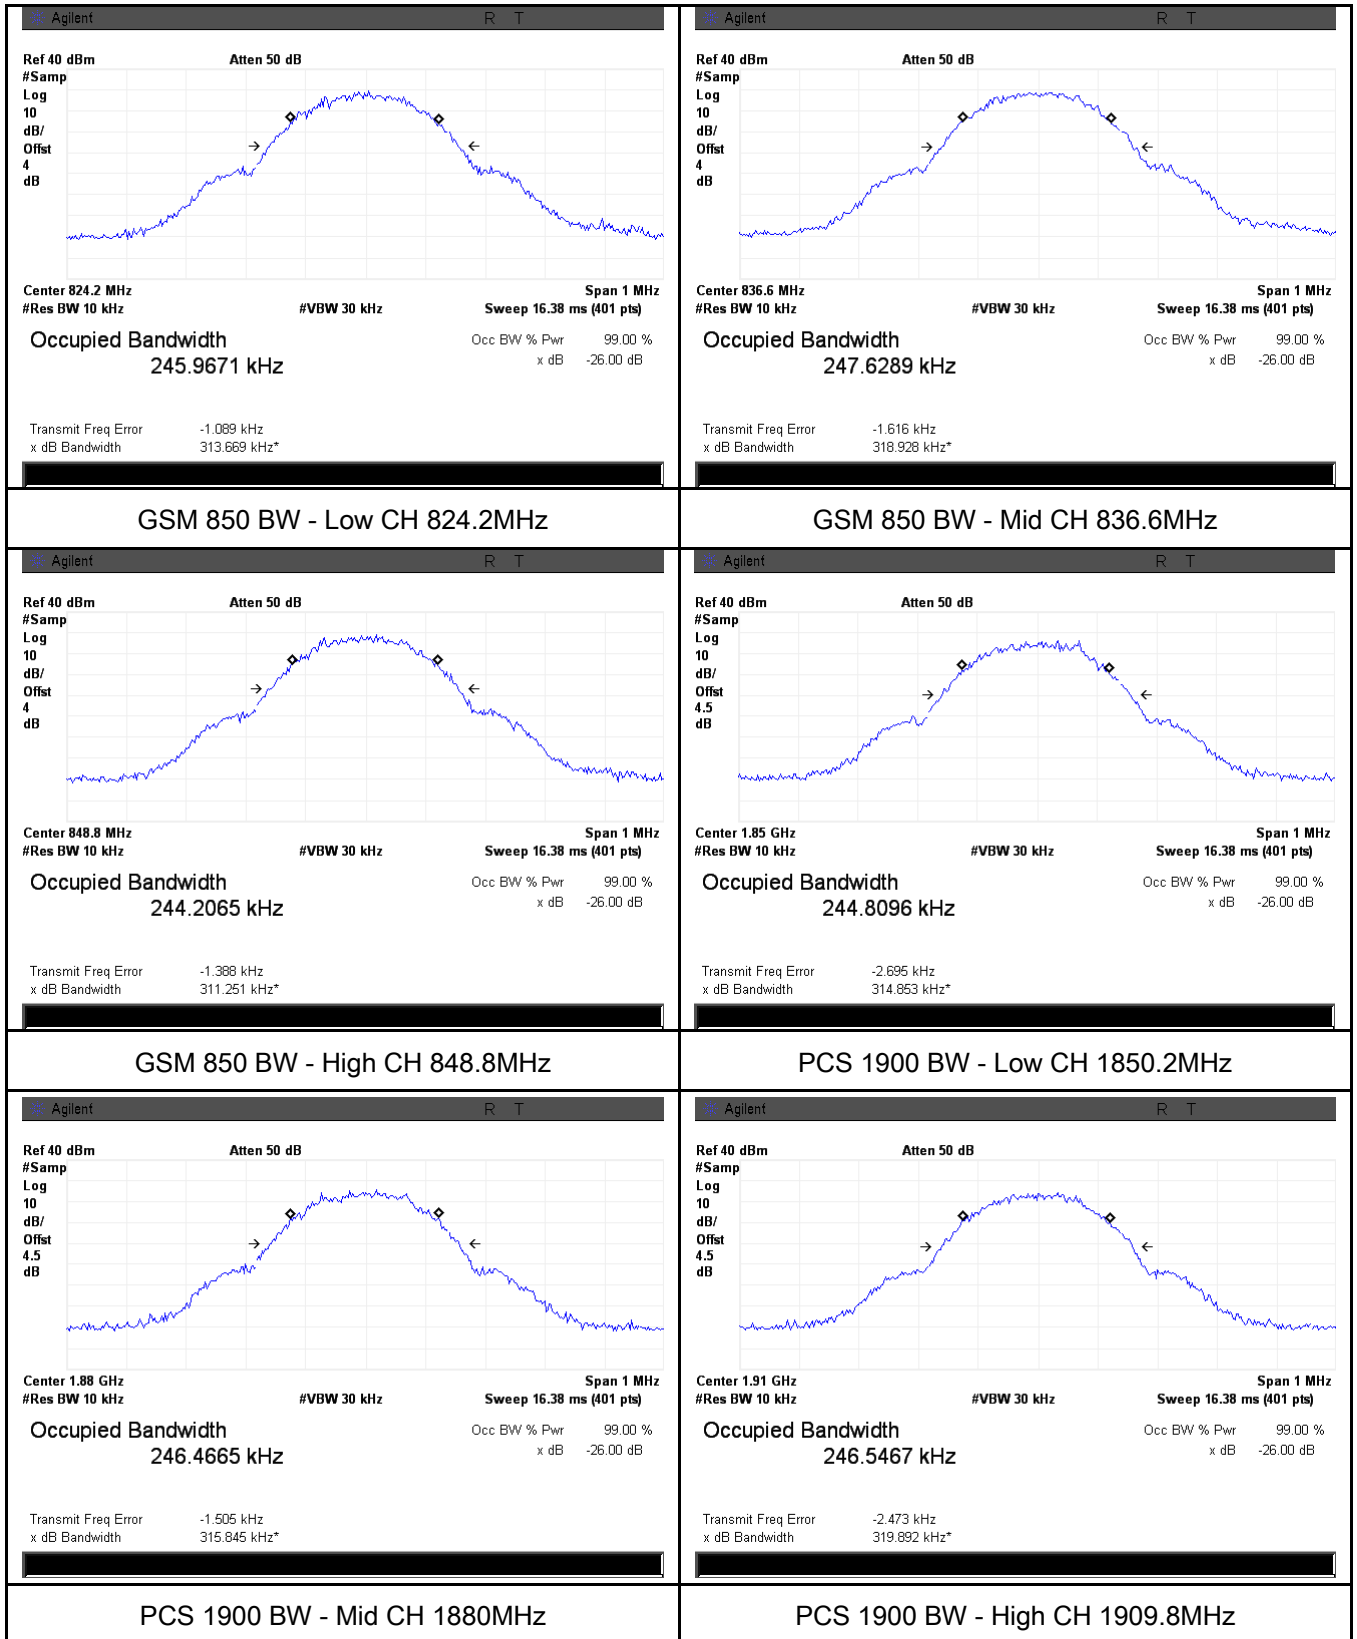 Agilent R T
Ref 40 dBm Atten 50 dB
#Samp
Log
10
dB/
Offst
4
dB
Center 824.2 MHz Span 1 MHz
#Res BW 10 kHz #VBW 30 kHz Sweep 16.38 ms (401 pts)
Occupied Bandwidth Occ BW % Pwr 99.00 %
245.9671 kHz x dB -26.00 dB
Transmit Freq Error -1.089 kHz
x dB Bandwidth 313.669 kHz*
GSM 850 BW - Low CH 824.2MHz
Agilent R T
Ref 40 dBm Atten 50 dB
#Samp
Log
10
dB/
Offst
4
dB
Center 836.6 MHz Span 1 MHz
#Res BW 10 kHz #VBW 30 kHz Sweep 16.38 ms (401 pts)
Occupied Bandwidth Occ BW % Pwr 99.00 %
247.6289 kHz x dB -26.00 dB
Transmit Freq Error -1.616 kHz
x dB Bandwidth 318.928 kHz*
GSM 850 BW - Mid CH 836.6MHz
Agilent R T
Ref 40 dBm Atten 50 dB
#Samp
Log
10
dB/
Offst
4
dB
Center 848.8 MHz Span 1 MHz
#Res BW 10 kHz #VBW 30 kHz Sweep 16.38 ms (401 pts)
Occupied Bandwidth Occ BW % Pwr 99.00 %
244.2065 kHz x dB -26.00 dB
Transmit Freq Error -1.388 kHz
x dB Bandwidth 311.251 kHz*
GSM 850 BW - High CH 848.8MHz
Agilent R T
Ref 40 dBm Atten 50 dB
#Samp
Log
10
dB/
Offst
4.5
dB
Center 1.85 GHz Span 1 MHz
#Res BW 10 kHz #VBW 30 kHz Sweep 16.38 ms (401 pts)
Occupied Bandwidth Occ BW % Pwr 99.00 %
244.8096 kHz x dB -26.00 dB
Transmit Freq Error -2.695 kHz
x dB Bandwidth 314.853 kHz*
PCS 1900 BW - Low CH 1850.2MHz
Agilent R T
Ref 40 dBm Atten 50 dB
#Samp
Log
10
dB/
Offst
4.5
dB
Center 1.88 GHz Span 1 MHz
#Res BW 10 kHz #VBW 30 kHz Sweep 16.38 ms (401 pts)
Occupied Bandwidth Occ BW % Pwr 99.00 %
246.4665 kHz x dB -26.00 dB
Transmit Freq Error -1.505 kHz
x dB Bandwidth 315.845 kHz*
PCS 1900 BW - Mid CH 1880MHz
Agilent R T
Ref 40 dBm Atten 50 dB
#Samp
Log
10
dB/
Offst
4.5
dB
Center 1.91 GHz Span 1 MHz
#Res BW 10 kHz #VBW 30 kHz Sweep 16.38 ms (401 pts)
Occupied Bandwidth Occ BW % Pwr 99.00 %
246.5467 kHz x dB -26.00 dB
Transmit Freq Error -2.473 kHz
x dB Bandwidth 319.892 kHz*
PCS 1900 BW - High CH 1909.8MHz